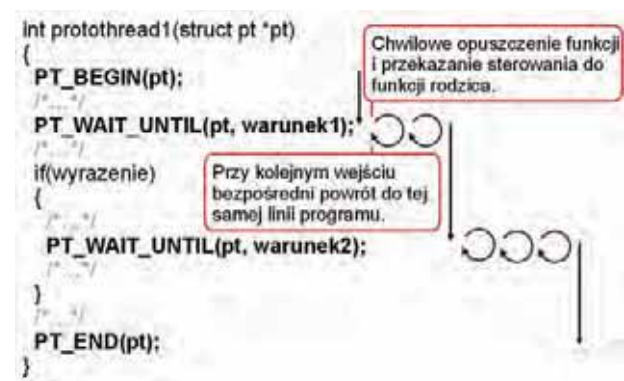 int protothread1(struct pt *pt)
{
PT_BEGIN(pt);
/*...*/
PT_WAIT_UNTIL(pt, warunek1);
/*...*/
if(wyrazenie)
{
/*...*/
PT_WAIT_UNTIL(pt, warunek2);
/*...*/
}
/*...*/
PT_END(pt);
}
Chwilowe opuszczenie funkcji
i przekazanie sterowania do
funkcji rodzica.
Przy kolejnym wejściu
bezpośredni powrót do tej
samej linii programu.